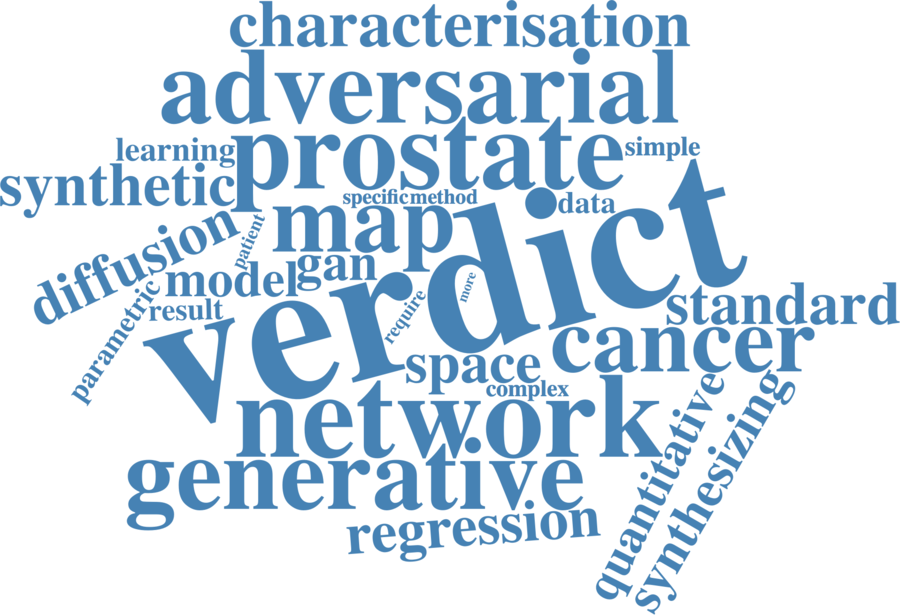 characterisation
adversarial
learning
prostate
simple
synthetic
specific
method
data
map
verdict
diffusion
patient
model
gan
more
parametric
result
require
standard
space
cancer
complex
network
quantitative
synthesizing
generative
regression